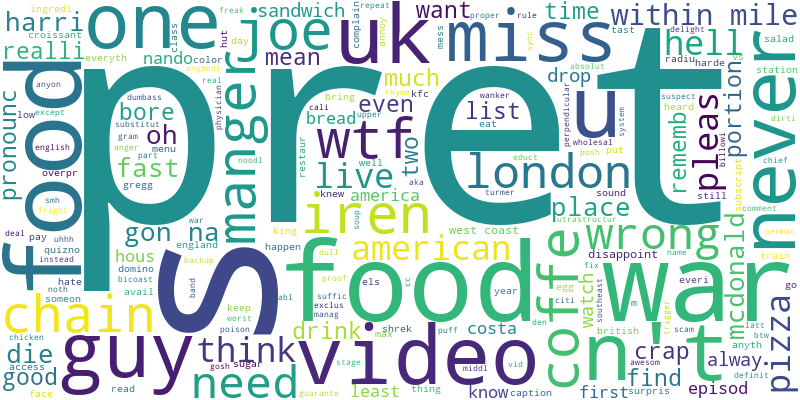 pret
food
s
food
war
video
guy
n't
never
miss
uk
one
joe
u
wtf
london
iren
manger
chain
american
coffe
wrong
need
think
pleas
hell
within mile
want
time
sandwich
harri
realli
nando
mean
much
even
drop
list
portion
rememb
pronounc
bore
oh
fast
gregg
menu
bread
live
two
america
place
sound
gon na
hous
domino
avail
die
good
drink
costa
least
know
caption
first
find
crap
episod
alway
pizza
mcdonald
watch
disappoint
west coast
england
happen
quizno
hate
someon
pay
deal
overpr
low
english
smh
fright
instead
noth
uhhh
bicoast
access
chicken
face
read
sugar
gosh
guarante
stage
thing
max
shrek
puff
middl
vid
den
year
manag
exclus
suffic
els
cc
proof
dull
king
soup
knew
aka
turmer
restaur
noodl
well
educt
eat
kfc
upper
cali
bring
rhyme
wanker
absolut
proper
rule
tast
delight
mess
annoy
complain
repeat
freak
day
hut
class
color
real
anybodi
physician
ingredi
croissant
everyth
anyon
except
dumbass
substitut
gram
anger
part
war
band
backup
keep
worst
poison
abl
citi
egg
fix
british
southeast
everi
name
m
trigger
scam
awesom
surpris
definit
anyth
btw
latt
go
train
perman
comment
subscript
still
chief
billowi
vs
dirti
station
salad
harde
radiu
suspect
heard
sync
system
perpendicular
wholesal
posh
put
utrastructur